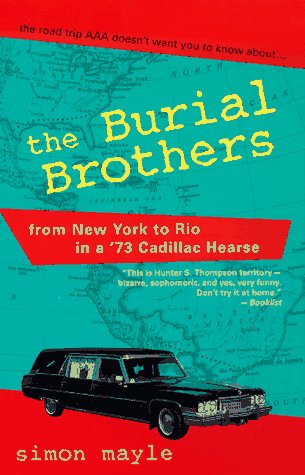 the road trip AAA doesn't want you to know about...
the Burial
Brothers
from New York to Rio
in a '73 Cadillac Hearse
"This is Hunter S. Thompson territory—
bizarre, sophomoric, and yes, very funny.
Don't try it at home."
— Booklist
simon mayle